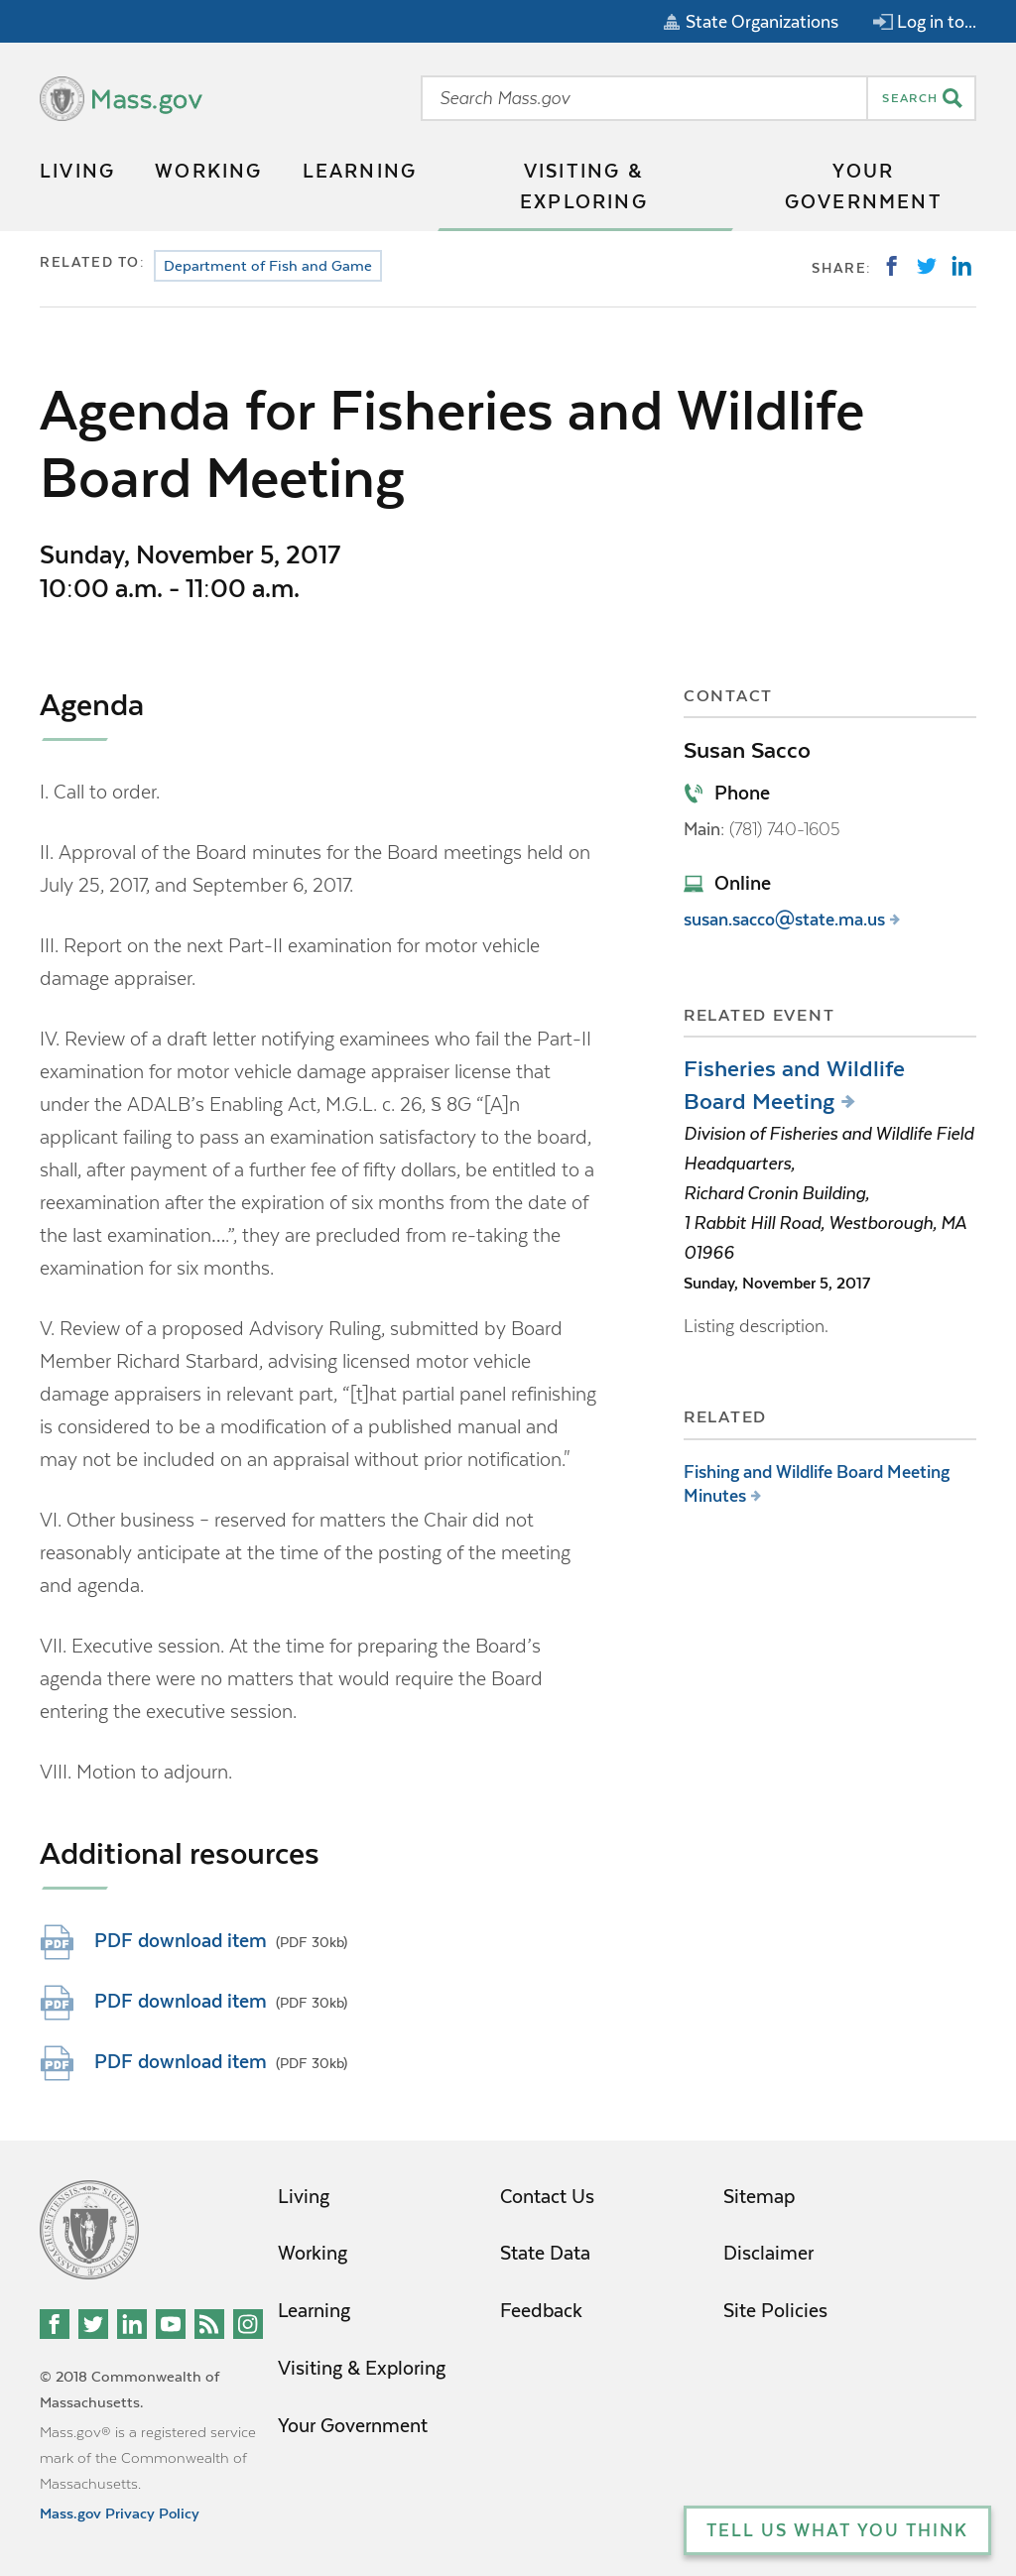 State Organizations
Log in to...
Mass.gov
Search Mass.gov
SEARCH
LIVING
WORKING
LEARNING
VISITING &
EXPLORING
YOUR
GOVERNMENT
RELATED TO:
Department of Fish and Game
SHARE:
Agenda for Fisheries and Wildlife
Board Meeting
Sunday, November 5, 2017
10:00 a.m. - 11:00 a.m.
Agenda
I. Call to order.
II. Approval of the Board minutes for the Board meetings held on
July 25, 2017, and September 6, 2017.
III. Report on the next Part-II examination for motor vehicle
damage appraiser.
IV. Review of a draft letter notifying examinees who fail the Part-II
examination for motor vehicle damage appraiser license that
under the ADALB’s Enabling Act, M.G.L. c. 26, § 8G “[A]n
applicant failing to pass an examination satisfactory to the board,
shall, after payment of a further fee of fifty dollars, be entitled to a
reexamination after the expiration of six months from the date of
the last examination….”, they are precluded from re-taking the
examination for six months.
V. Review of a proposed Advisory Ruling, submitted by Board
Member Richard Starbard, advising licensed motor vehicle
damage appraisers in relevant part, “[t]hat partial panel refinishing
is considered to be a modification of a published manual and
may not be included on an appraisal without prior notification."
VI. Other business – reserved for matters the Chair did not
reasonably anticipate at the time of the posting of the meeting
and agenda.
VII. Executive session. At the time for preparing the Board’s
agenda there were no matters that would require the Board
entering the executive session.
VIII. Motion to adjourn.
Additional resources
PDF PDF download item (PDF 30kb)
PDF PDF download item (PDF 30kb)
PDF PDF download item (PDF 30kb)
CONTACT
Susan Sacco
Phone
Main: (781) 740-1605
Online
susan.sacco@state.ma.us
RELATED EVENT
Fisheries and Wildlife
Board Meeting
Division of Fisheries and Wildlife Field
Headquarters,
Richard Cronin Building,
1 Rabbit Hill Road, Westborough, MA
01966
Sunday, November 5, 2017
Listing description.
RELATED
Fishing and Wildlife Board Meeting
Minutes
Living
Working
Learning
Visiting & Exploring
Your Government
Contact Us
State Data
Feedback
Sitemap
Disclaimer
Site Policies
© 2018 Commonwealth of
Massachusetts.
Mass.gov® is a registered service
mark of the Commonwealth of
Massachusetts.
Mass.gov Privacy Policy
TELL US WHAT YOU THINK